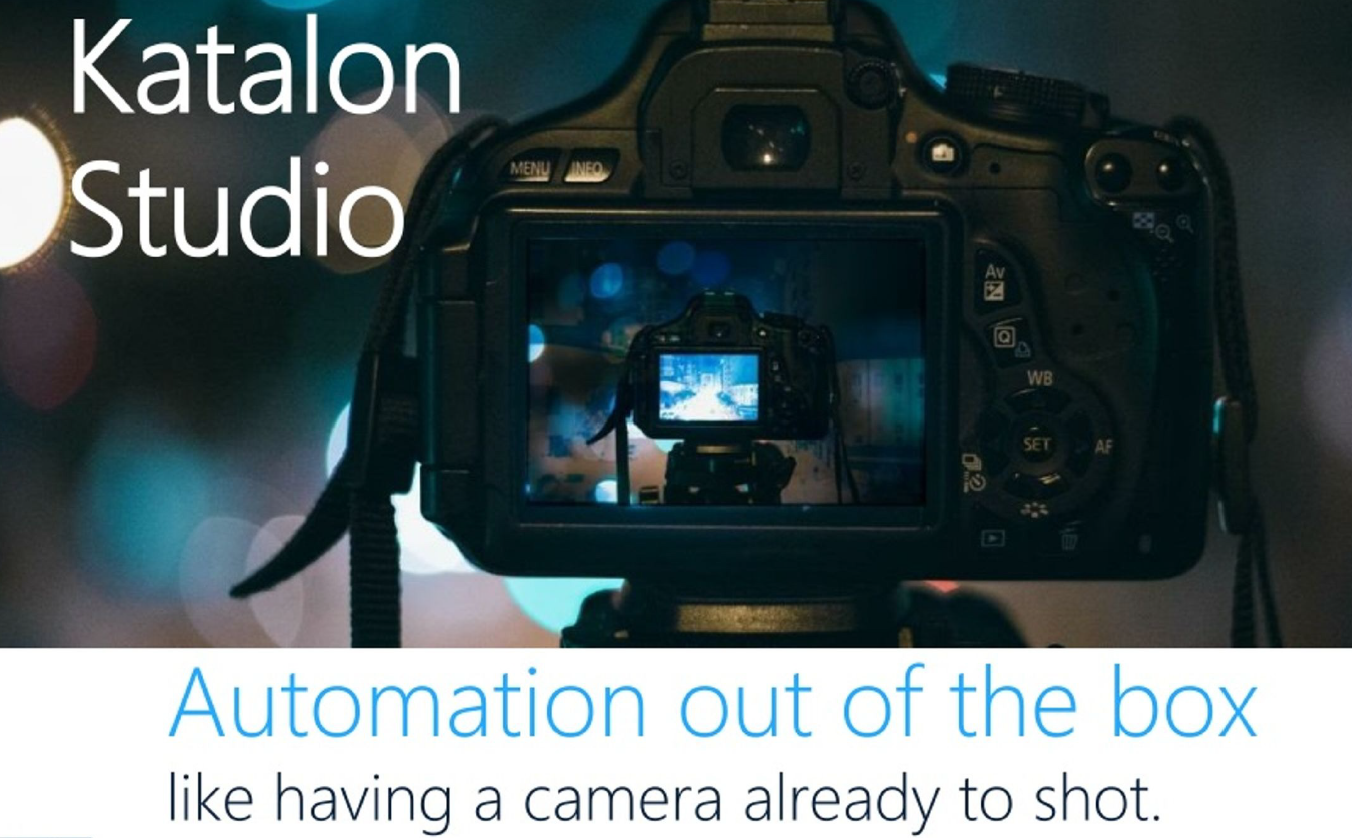 Katalon
Studio
MENU INFO
Av
Q
WB
SET
AF
Automation out of the box
like having a camera already to shot.